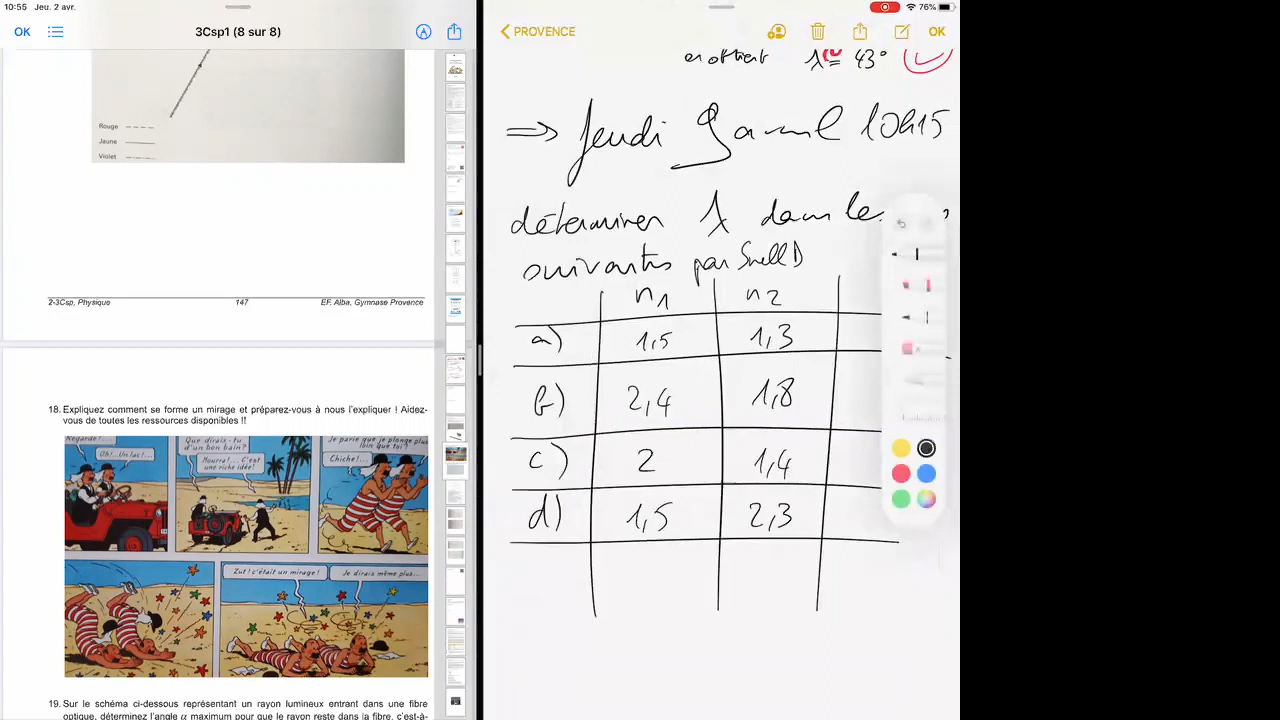 10:55 Jeu. 2 avr.
76%
OK
3Csp1 (8 sur 8)
Rouge
Jaune
Violet
2-3Csp, Physique
147
EF. Alba, Gymnase Provence
18. Expliquez comment se forme un mirage et préparez-vous à nous l'expliquer ! Aidez-
vous de toutes les ressources disponibles !!
Regarde!...
Oh!..Un lac!...
Que dirais-tu
d'un bon bain?
Hourra!.. C'est
une riche idée!
Je parie que je plonge plus
loin que toi?
Chiche!...
Zut! c'était un mirage!
Je dirais même plus...
19. Sur le schéma ci-dessous représentant un rayon lumineux entrant dans une fibre
optique, déterminez l'angle α maximum pour que le rayon reste dans la fibre, c'est-à-
PROVENCE
OK
on obtient λ = 43°
⇒ Jeudi 9 avril 10h15
déterminer λ dans le
suivantes par Snell D
n1 n2
a) 1,5 1,3
b) 2,4 1,8
c) 2 1,4
d) 1,5 2,3